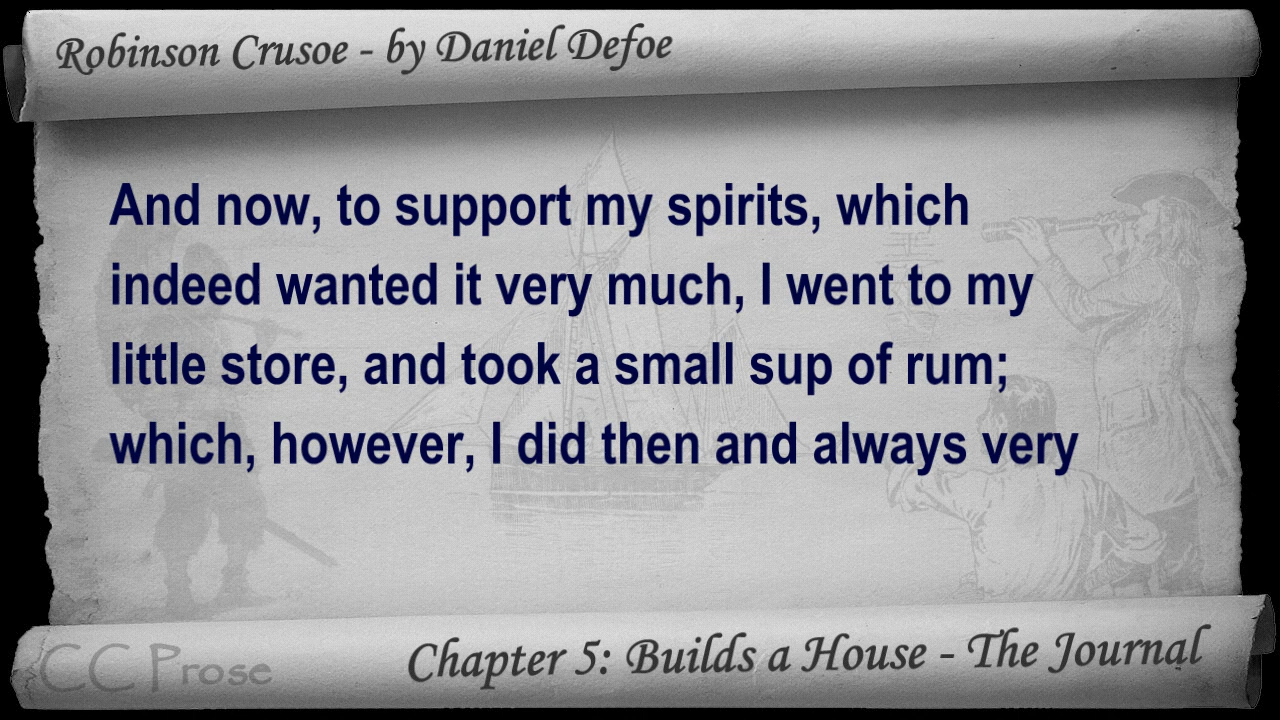 Robinson Crusoe - by Daniel Defoe
And now, to support my spirits, which
indeed wanted it very much, I went to my
little store, and took a small sup of rum;
which, however, I did then and always very
CC Prose
Chapter 5: Builds a House - The Journal